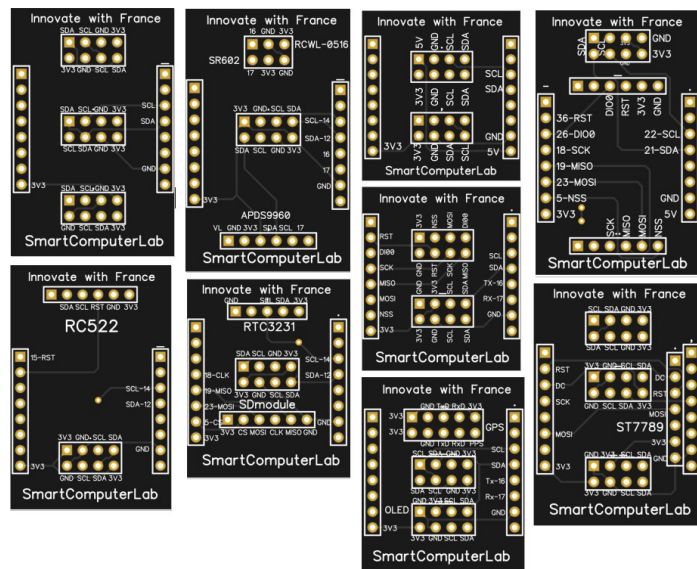 Innovate with France
SDA SCL GND 3V3
3V3 GND SCL SDA
SCL
SDA SCL GND 3V3
SDA
SCL SDA GND 3V3
GND
3V3
SDA SCL GND 3V3
SmartComputerLab
Innovate with France
16 GND
RCWL-0516
SR602
17 3V3 GND
3V3 GND SCL SDA
SCL-14
SDA-12
16
17
GND
APDS9960
VL GND 3V3 SDA SCL 17
SmartComputerLab
Innovate with France
5V GND SCL SDA
SCL
SDA
3V3 GND SDA SCL
GND
3V3
5V
SmartComputerLab
Innovate with France
SDA SCL
GND
3V3
DIO0 RST 3V3 GND
36-RST
26-DIO0
22-SCL
18-SCK
21-SDA
19-MISO
23-MOSI
5-NSS
3V3
GND
5V
SCK MISO MOSI NSS
SmartComputerLab
Innovate with France
SDA SCL RST GND 3V3
RC522
15-RST
SCL-14
SDA-12
3V3 GND SCL SDA
GND
3V3
GND SCL SDA 3V3
SmartComputerLab
Innovate with France
GND SCL SDA 3V3
RTC3231
SCL-14
SDA SCL GND 3V3
18-CLK
SDA-12
19-MISO
3V3 GND SCL SDA
23-MOSI
SDmodule
3V3
3V3 CS MOSI CLK MISO GND
SmartComputerLab
Innovate with France
3V3 NSS MOSI DIO0
RST
DIO0
SCL
SCK
GND RST SCK MISO
SDA
MISO
TX-16
MOSI
RX-17
NSS
GND
3V3
3V3 GND SCL SDA
SmartComputerLab
Innovate with France
GND TxD RxD 3V3
3V3
GPS
3V3
GND TxD RxD PPS
SCL
SCL SDA GND 3V3
SDA
Tx-16
SDA SCL GND 3V3
Rx-17
OLED
GND
3V3 GND SCL SDA
SmartComputerLab
Innovate with France
SDA SCL GND 3V3
RST
3V3 GND SCL SDA
DC
DC
SCK
RST
GND SCL SDA 3V3
ST7789
MOSI
MOSI
3V3
GND 3V3 SCL SDA
3V3
GND
3V3 GND SCL SDA
SmartComputerLab